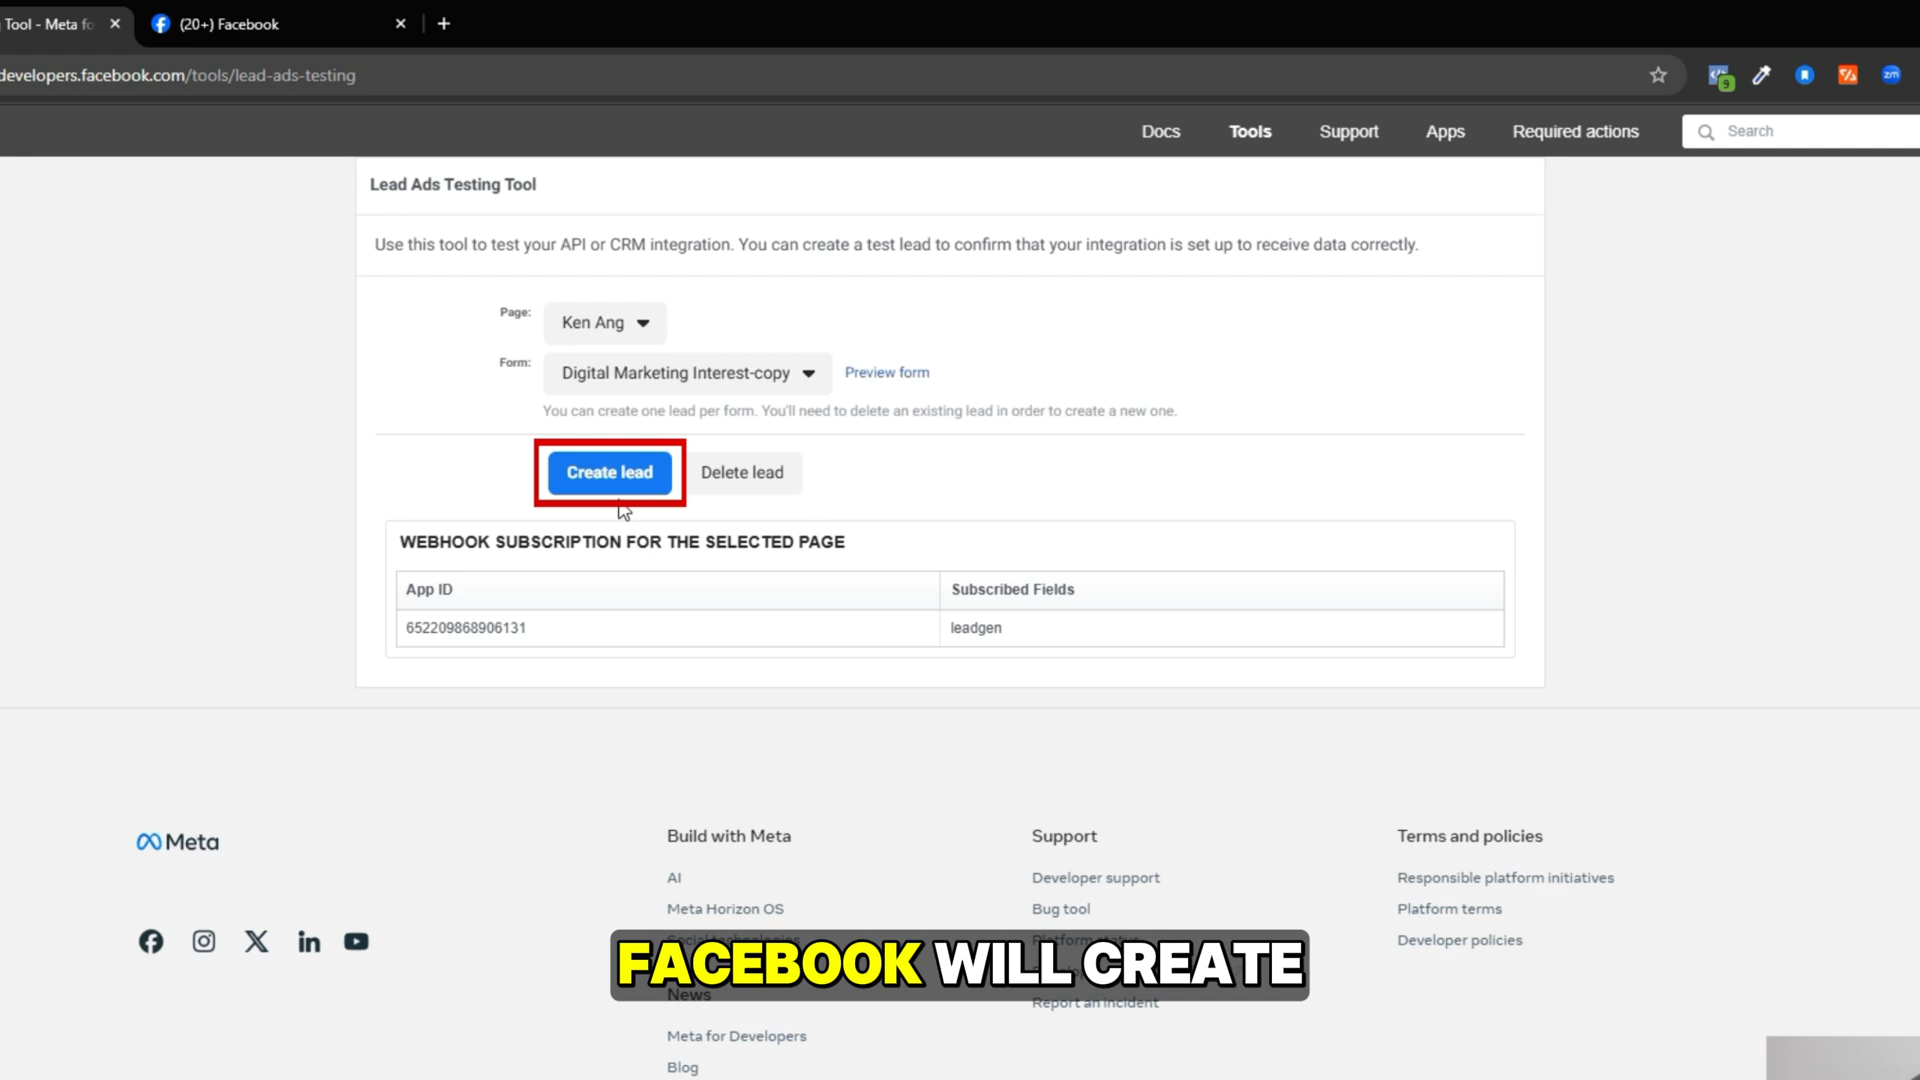 Tool - Meta fo
(20+) Facebook
developers.facebook.com/tools/lead-ads-testing
9
zm
Docs
Tools
Support
Apps
Required actions
Search
Lead Ads Testing Tool
Use this tool to test your API or CRM integration. You can create a test lead to confirm that your integration is set up to receive data correctly.
Page:
Ken Ang
Form:
Digital Marketing Interest-copy
Preview form
You can create one lead per form. You'll need to delete an existing lead in order to create a new one.
Create lead
Delete lead
WEBHOOK SUBSCRIPTION FOR THE SELECTED PAGE
App ID
Subscribed Fields
652209868906131
leadgen
Meta
Build with Meta
AI
Meta Horizon OS
Social technologies
News
Meta for Developers
Blog
Support
Developer support
Bug tool
Platform status
Report an incident
Terms and policies
Responsible platform initiatives
Platform terms
Developer policies
FACEBOOK WILL CREATE